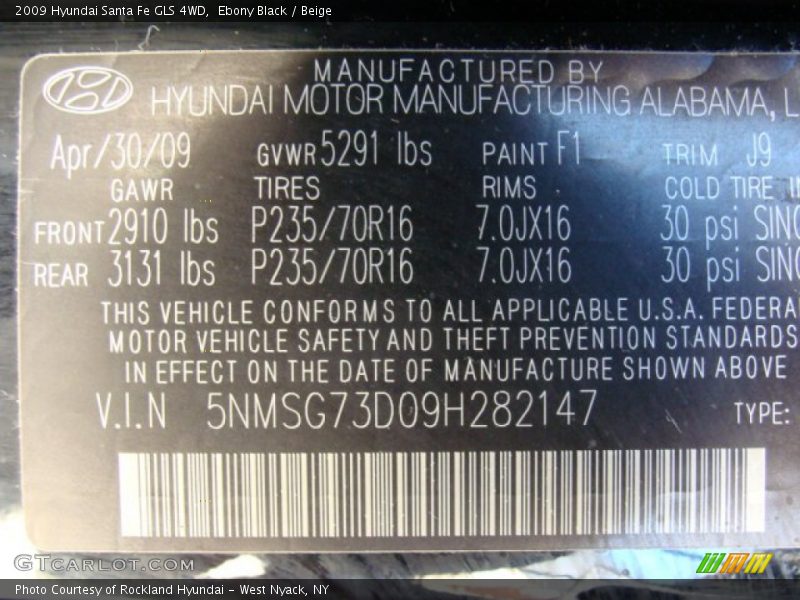 2009 Hyundai Santa Fe GLS 4WD, Ebony Black / Beige
MANUFACTURED BY
HYUNDAI MOTOR MANUFACTURING ALABAMA, L
Apr/30/09 GVWR 5291 lbs PAINT F1 TRIM J9
GAWR TIRES RIMS COLD TIRE
FRONT 2910 lbs P235/70R16 7.0JX16 30 psi SING
REAR 3131 lbs P235/70R16 7.0JX16 30 psi SING
THIS VEHICLE CONFORMS TO ALL APPLICABLE U.S.A. FEDERA
MOTOR VEHICLE SAFETY AND THEFT PREVENTION STANDARDS
IN EFFECT ON THE DATE OF MANUFACTURE SHOWN ABOVE
V.I.N 5NMSG73D09H282147 TYPE:
GTCARLOT.COM
Photo Courtesy of Rockland Hyundai - West Nyack, NY